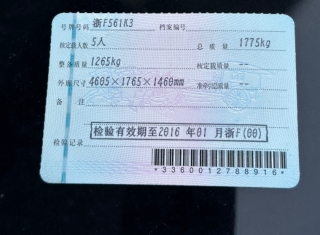 号牌号码 浙F561K3 档案编号
核定载人数 5人 总质量 1775kg
整备质量 1265kg 核定载质量 --
外廓尺寸 4605×1765×1460mm 准牵引总质量 --
备注
检验有效期至2016年01月浙F(00)
检验记录
*3360012788916*